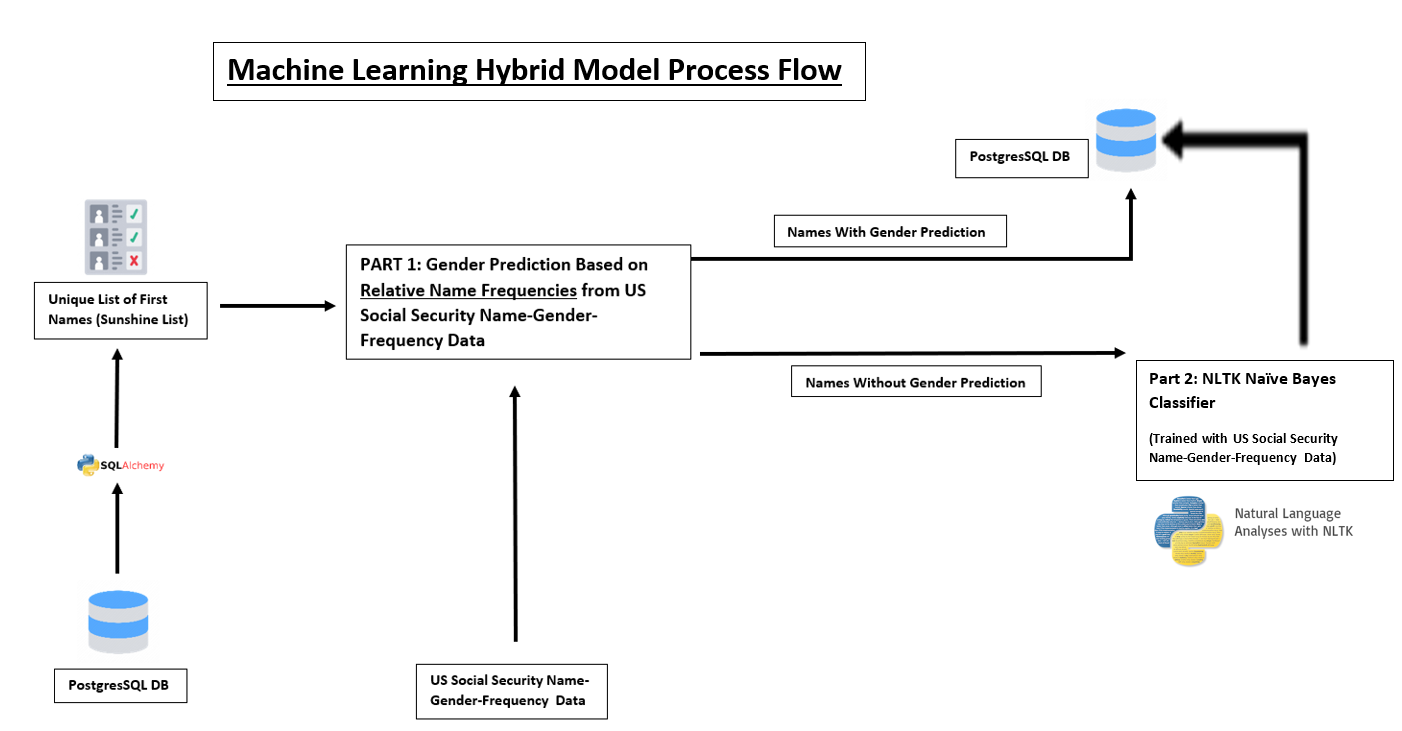 Machine Learning Hybrid Model Process Flow
PostgresSQL DB
Names With Gender Prediction
PART 1: Gender Prediction Based on
Relative Name Frequencies from US
Social Security Name-Gender-
Frequency Data
Unique List of First
Names (Sunshine List)
Names Without Gender Prediction
Part 2: NLTK Naïve Bayes
Classifier
(Trained with US Social Security
Name-Gender-Frequency Data)
SQLAlchemy
Natural Language
Analyses with NLTK
PostgresSQL DB
US Social Security Name-
Gender-Frequency Data